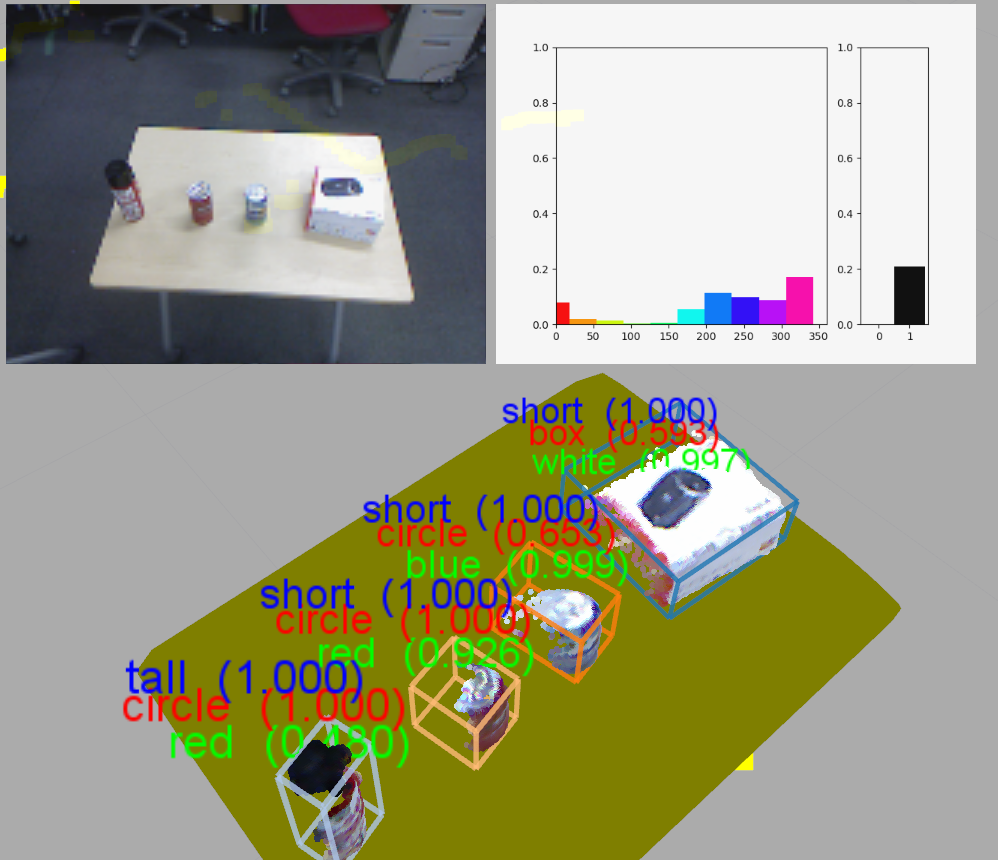 1.0
0.8
0.6
0.4
0.2
0.0
0 50 100 150 200 250 300 350
1.0
0.8
0.6
0.4
0.2
0.0
0 1
short (1.000)
box (0.593)
white (0.997)
short (1.000)
circle (0.653)
blue (0.999)
short (1.000)
circle (1.000)
red (0.926)
tall (1.000)
circle (1.000)
red (0.480)